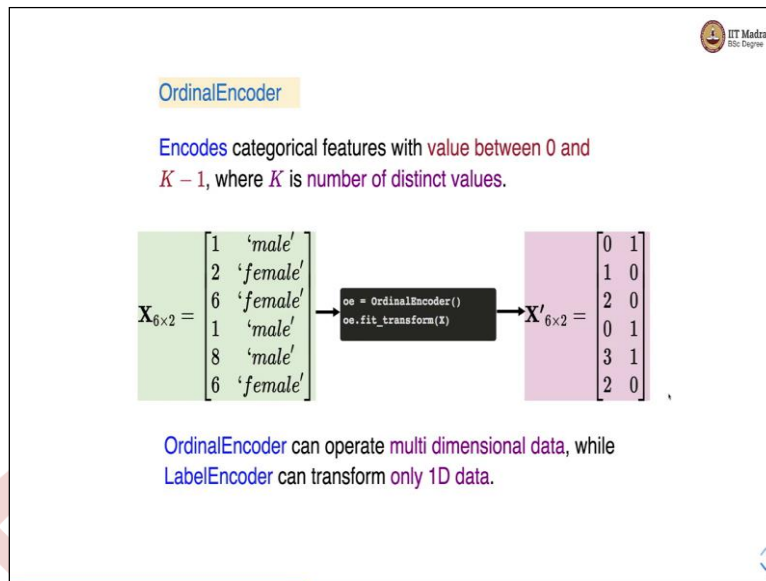 IIT Madra
BSc Degree
OrdinalEncoder
Encodes categorical features with value between 0 and
K − 1, where K is number of distinct values.
X₆×₂ =
1 ‘male′
2 ‘female′
6 ‘female′
1 ‘male′
8 ‘male′
6 ‘female′
oe = OrdinalEncoder()
oe.fit_transform(X)
X′₆×₂ =
0 1
1 0
2 0
0 1
3 1
2 0
,
OrdinalEncoder can operate multi dimensional data, while
LabelEncoder can transform only 1D data.